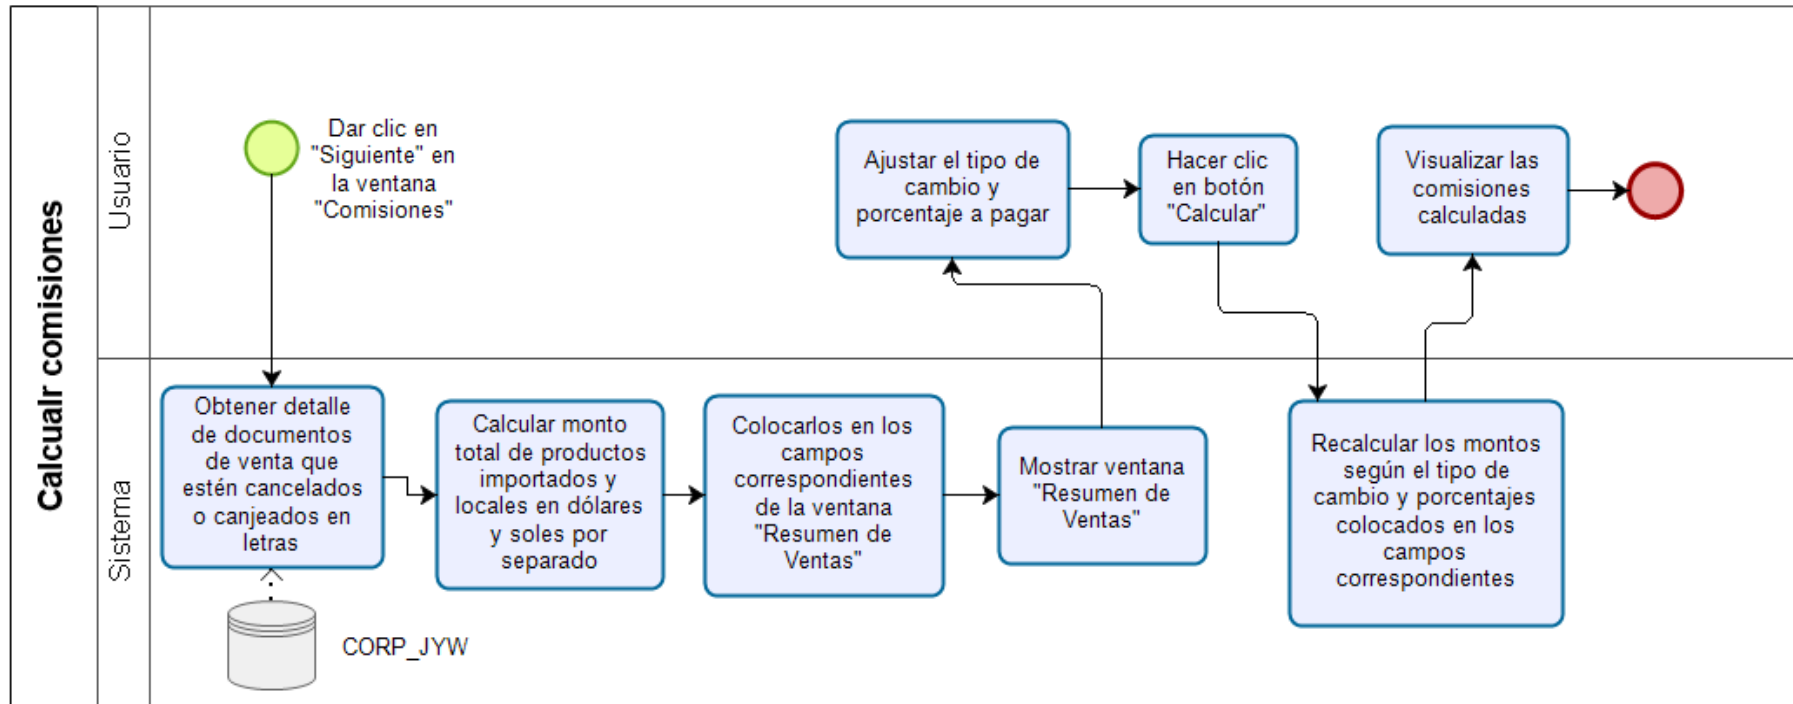 Calcualr comisiones
Usuario
Dar clic en
"Siguiente" en
la ventana
"Comisiones"
Ajustar el tipo de
cambio y
porcentaje a pagar
Hacer clic
en botón
"Calcular"
Visualizar las
comisiones
calculadas
Sistema
Obtener detalle
de documentos
de venta que
estén cancelados
o canjeados en
letras
Calcular monto
total de productos
importados y
locales en dólares
y soles por
separado
Colocarlos en los
campos
correspondientes
de la ventana
"Resumen de
Ventas"
Mostrar ventana
"Resumen de
Ventas"
Recalcular los montos
según el tipo de
cambio y porcentajes
colocados en los
campos
correspondientes
CORP_JYW